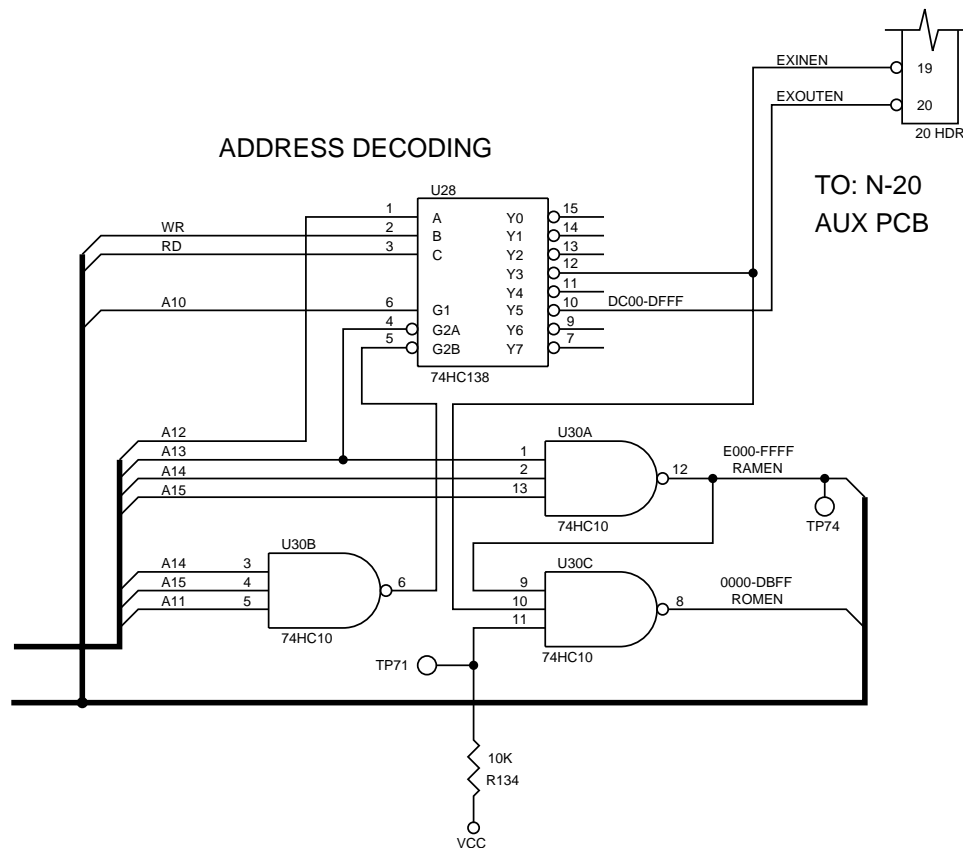 EXINEN
19
EXOUTEN
20
20 HDR
ADDRESS DECODING
TO: N-20
AUX PCB
U28
1 A Y0 15
WR 2 B Y1 14
RD 3 C Y2 13
Y3 12
Y4 11
A10 6 G1 Y5 10 DC00-DFFF
4 G2A Y6 9
5 G2B Y7 7
74HC138
A12
A13 1
A14 2
A15 13
U30A
12
74HC10
E000-FFFF
RAMEN
TP74
U30B
A14 3
A15 4
A11 5
6
74HC10
U30C
9
10
11
8
74HC10
0000-DBFF
ROMEN
TP71
10K
R134
VCC